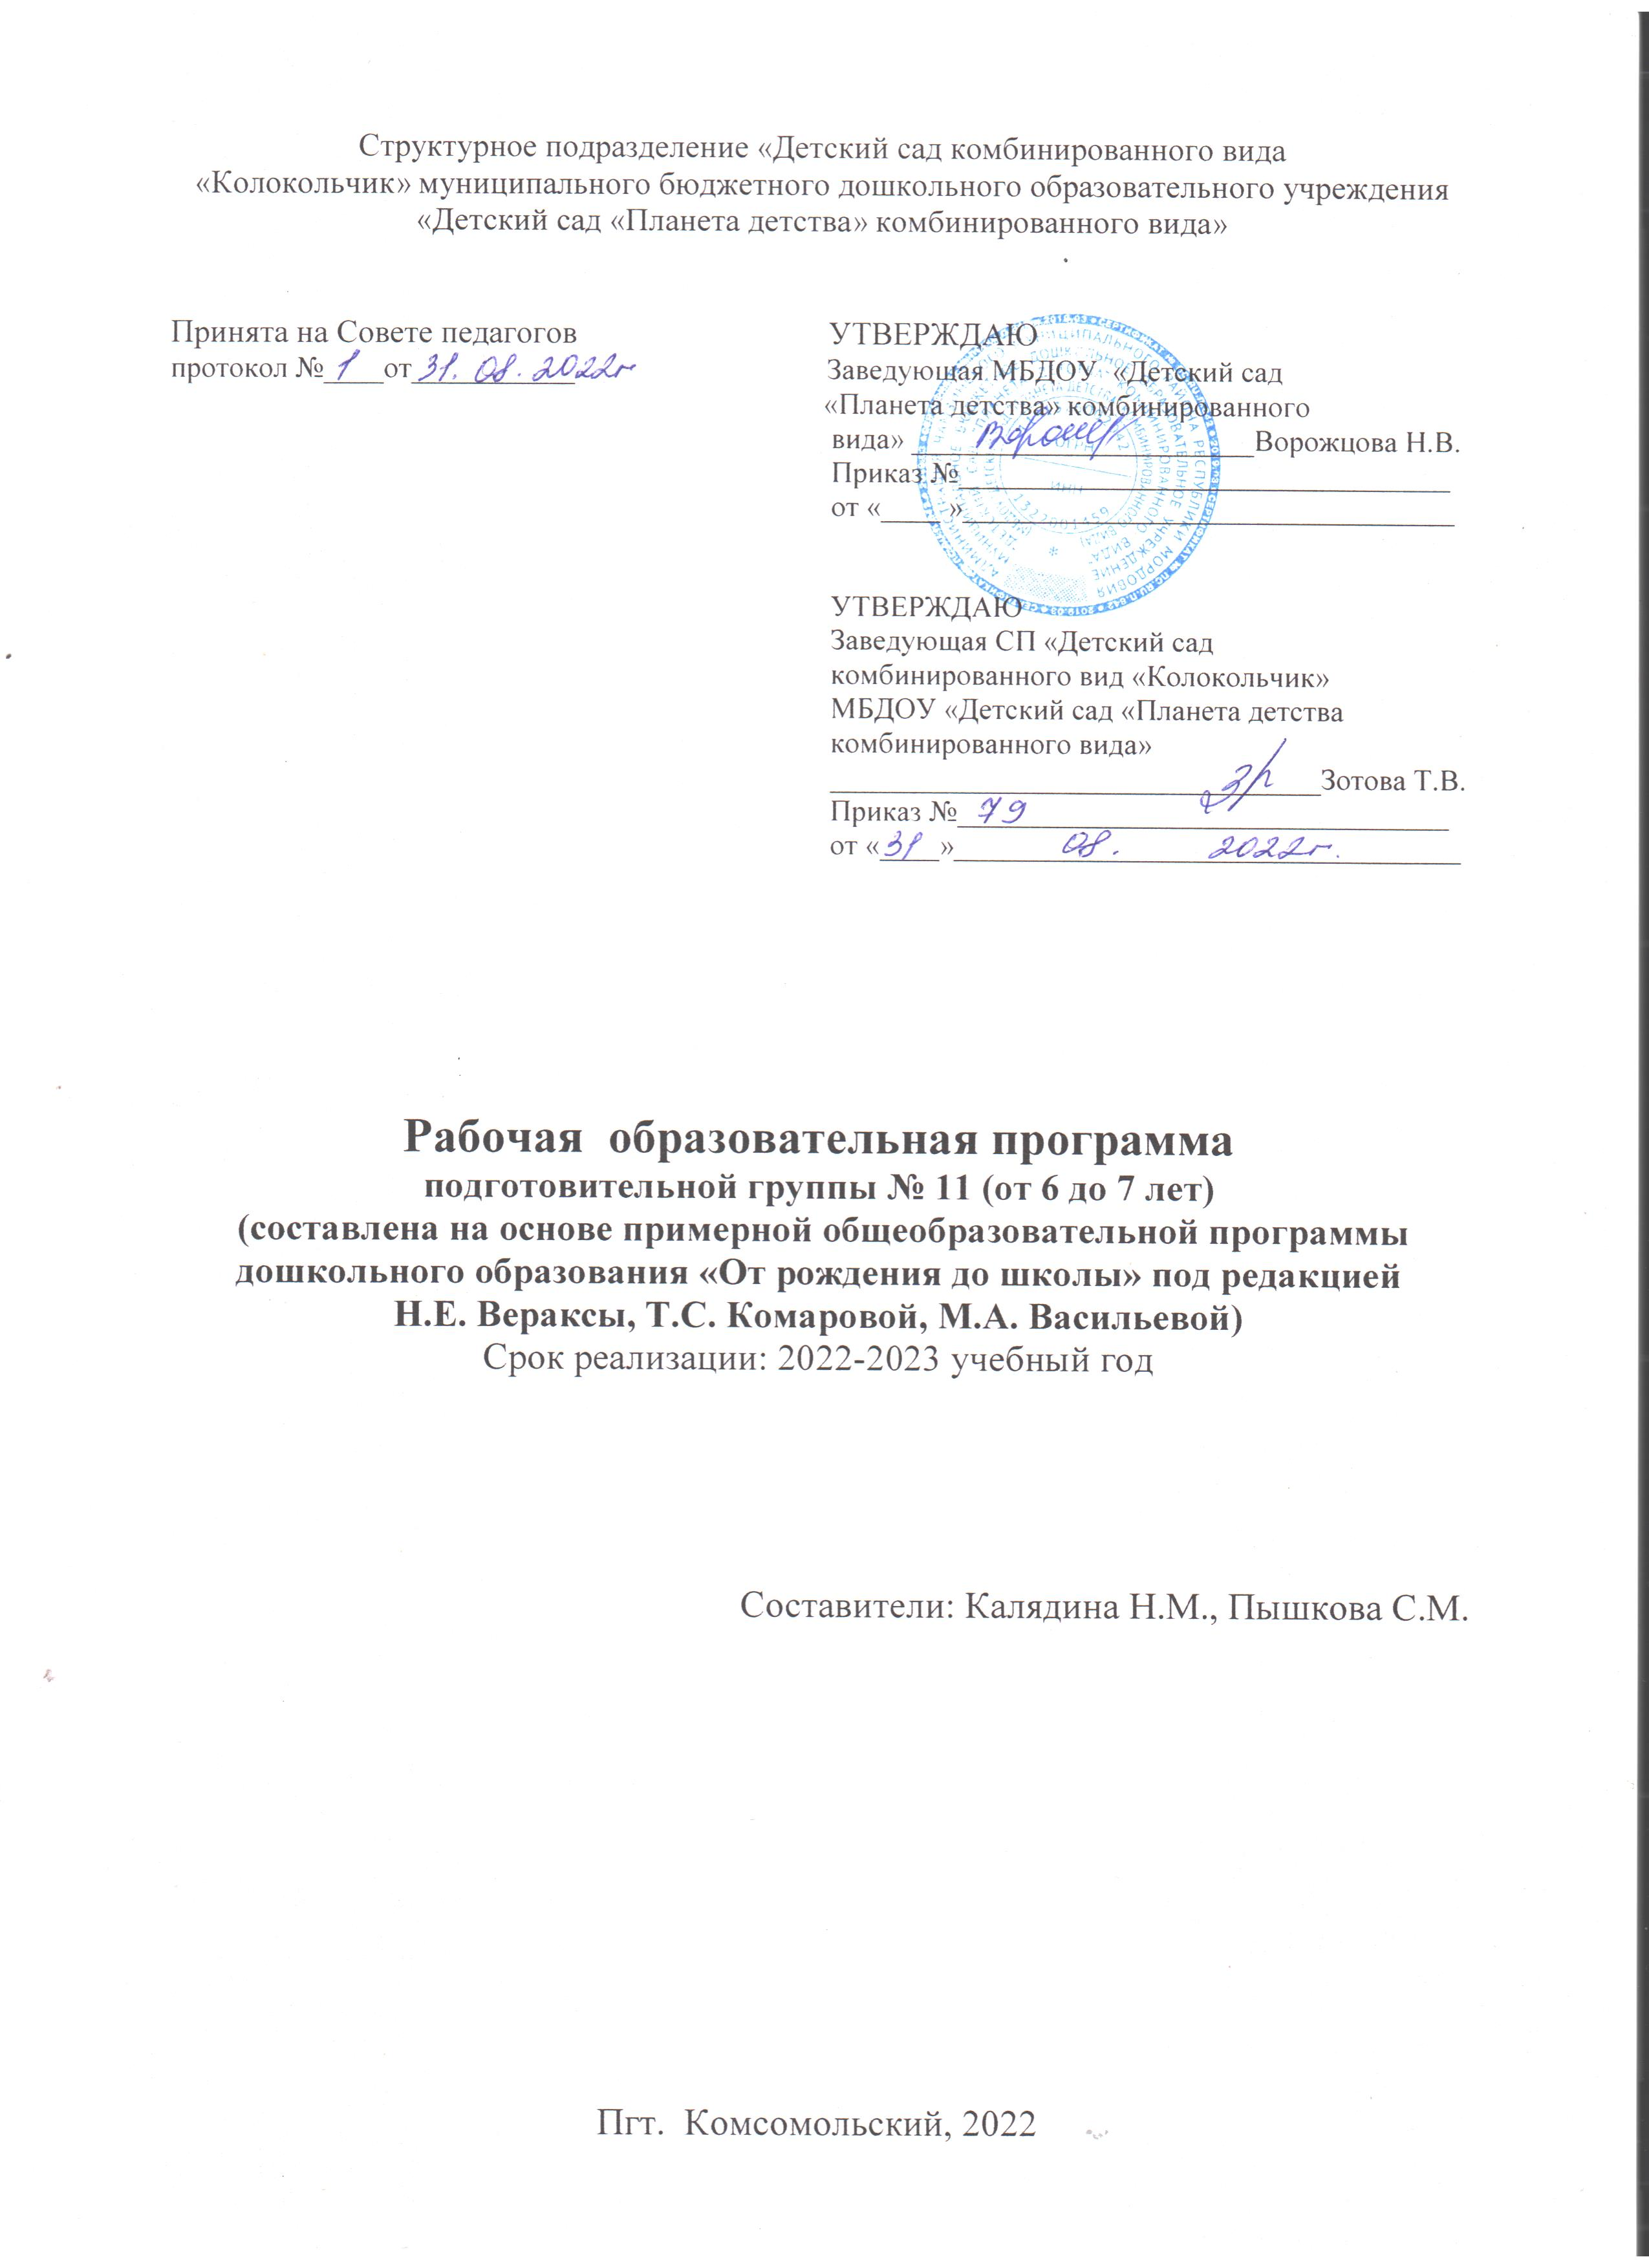 Структурное подразделение «Детский сад комбинированного вида
«Колокольчик» муниципального бюджетного дошкольного образовательного учреждения
«Детский сад «Планета детства» комбинированного вида»
Принята на Совете педагогов
протокол №1 от 31.08.2022г
УТВЕРЖДАЮ
Заведующая МБДОУ «Детский сад
«Планета детства» комбинированного
вида» Ворожцова Н.В.
Приказ №
от « »
УТВЕРЖДАЮ
Заведующая СП «Детский сад
комбинированного вид «Колокольчик»
МБДОУ «Детский сад «Планета детства
комбинированного вида»
Зотова Т.В.
Приказ № 79
от «31» 08. 2022г.
Рабочая образовательная программа
подготовительной группы № 11 (от 6 до 7 лет)
(составлена на основе примерной общеобразовательной программы
дошкольного образования «От рождения до школы» под редакцией
Н.Е. Вераксы, Т.С. Комаровой, М.А. Васильевой)
Срок реализации: 2022-2023 учебный год
Составители: Калядина Н.М., Пышкова С.М.
Пгт. Комсомольский, 2022